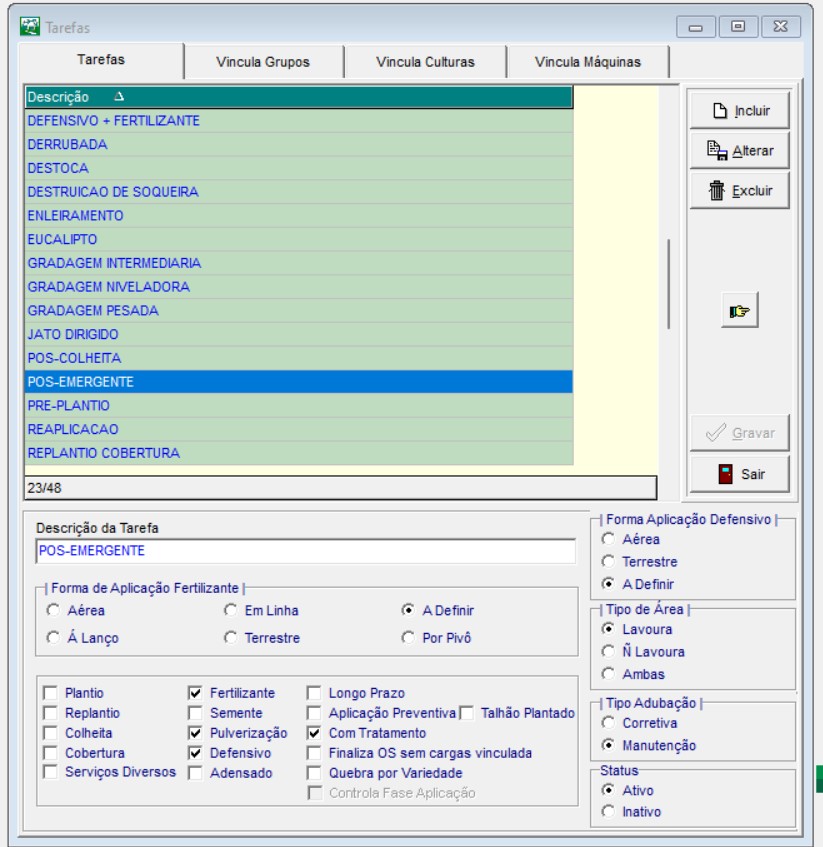 Tarefas
Tarefas Vincula Grupos Vincula Culturas Vincula Máquinas
Descrição
DEFENSIVO + FERTILIZANTE
DERRUBADA
DESTOCA
DESTRUICAO DE SOQUEIRA
ENLEIRAMENTO
EUCALIPTO
GRADAGEM INTERMEDIARIA
GRADAGEM NIVELADORA
GRADAGEM PESADA
JATO DIRIGIDO
POS-COLHEITA
POS-EMERGENTE
PRE-PLANTIO
REAPLICACAO
REPLANTIO COBERTURA
23/48
Incluir
Alterar
Excluir
Gravar
Sair
Descrição da Tarefa
POS-EMERGENTE
Forma de Aplicação Fertilizante
Aérea Em Linha A Definir
Á Lanço Terrestre Por Pivô
Plantio Fertilizante Longo Prazo
Replantio Semente Aplicação Preventiva Talhão Plantado
Colheita Pulverização Com Tratamento
Cobertura Defensivo Finaliza OS sem cargas vinculada
Serviços Diversos Adensado Quebra por Variedade
Controla Fase Aplicação
Forma Aplicação Defensivo
Aérea
Terrestre
A Definir
Tipo de Área
Lavoura
Ñ Lavoura
Ambas
Tipo Adubação
Corretiva
Manutenção
Status
Ativo
Inativo